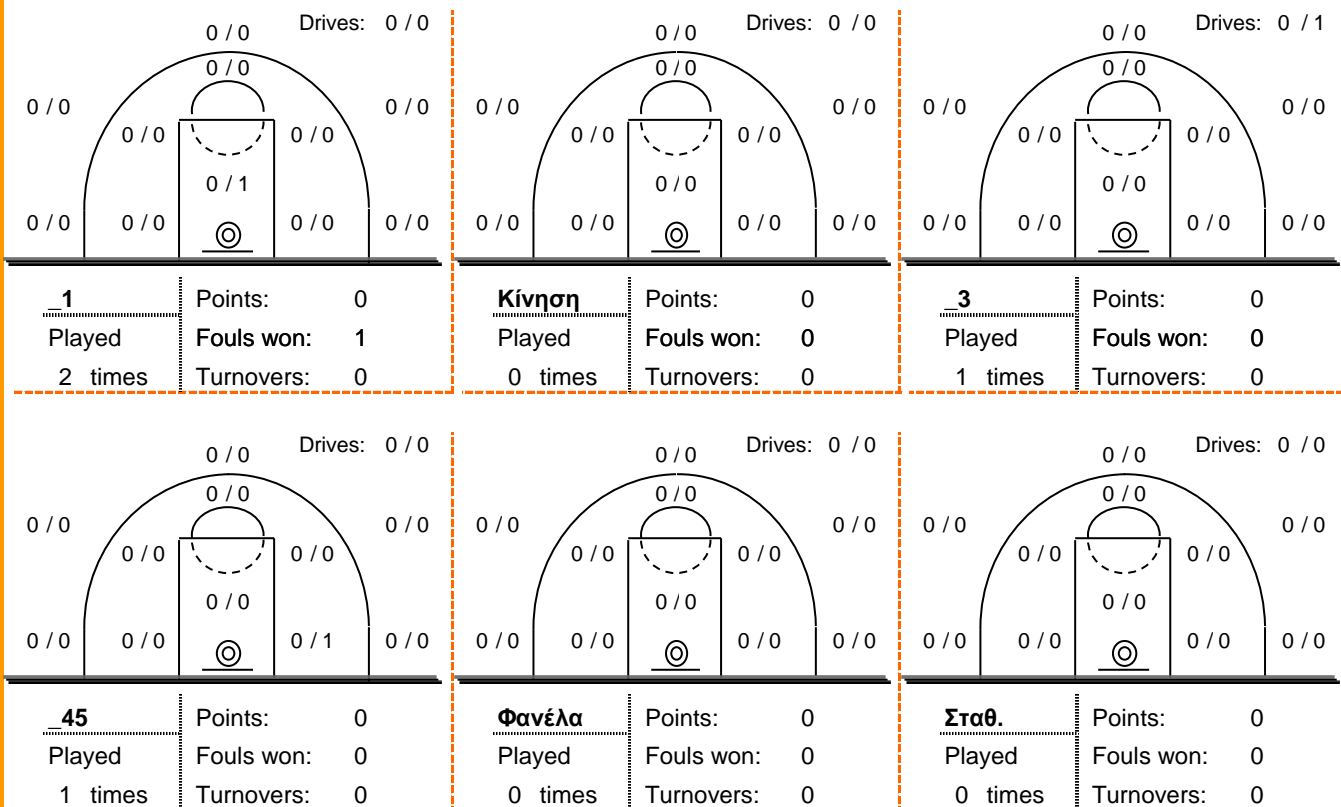 Drives: 0 / 0
0 / 0
0 / 0
0 / 0 0 / 0
0 / 0 0 / 0
0 / 1
0 / 0 0 / 0 0 / 0 0 / 0
_1 Points: 0
Played Fouls won: 1
2 times Turnovers: 0
Drives: 0 / 0
0 / 0
0 / 0
0 / 0 0 / 0
0 / 0 0 / 0
0 / 0
0 / 0 0 / 0 0 / 0 0 / 0
Κίνηση Points: 0
Played Fouls won: 0
0 times Turnovers: 0
Drives: 0 / 1
0 / 0
0 / 0
0 / 0 0 / 0
0 / 0 0 / 0
0 / 0
0 / 0 0 / 0 0 / 0 0 / 0
_3 Points: 0
Played Fouls won: 0
1 times Turnovers: 0
Drives: 0 / 0
0 / 0
0 / 0
0 / 0 0 / 0
0 / 0 0 / 0
0 / 0
0 / 0 0 / 0 0 / 1 0 / 0
_45 Points: 0
Played Fouls won: 0
1 times Turnovers: 0
Drives: 0 / 0
0 / 0
0 / 0
0 / 0 0 / 0
0 / 0 0 / 0
0 / 0
0 / 0 0 / 0 0 / 0 0 / 0
Φανέλα Points: 0
Played Fouls won: 0
0 times Turnovers: 0
Drives: 0 / 0
0 / 0
0 / 0
0 / 0 0 / 0
0 / 0 0 / 0
0 / 0
0 / 0 0 / 0 0 / 0 0 / 0
Σταθ. Points: 0
Played Fouls won: 0
0 times Turnovers: 0